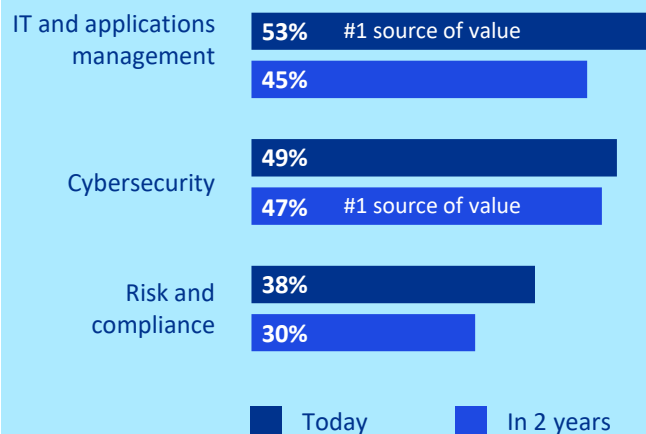 IT and applications
management
53% #1 source of value
45%
Cybersecurity
49%
47% #1 source of value
Risk and
compliance
38%
30%
Today In 2 years